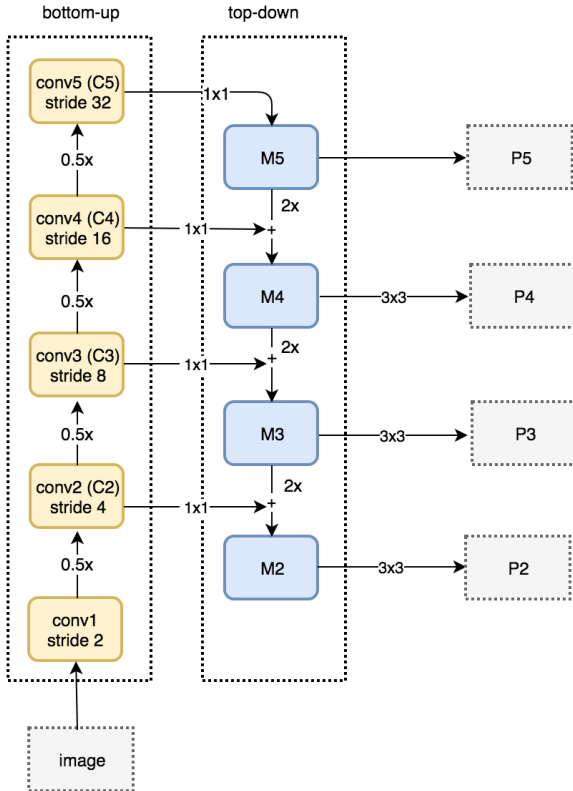 bottom-up
top-down
conv5 (C5)
stride 32
1x1
M5
P5
0.5x
2x
conv4 (C4)
stride 16
1x1
+
M4
3x3
P4
0.5x
2x
conv3 (C3)
stride 8
1x1
+
M3
3x3
P3
0.5x
2x
conv2 (C2)
stride 4
1x1
+
M2
3x3
P2
0.5x
conv1
stride 2
image